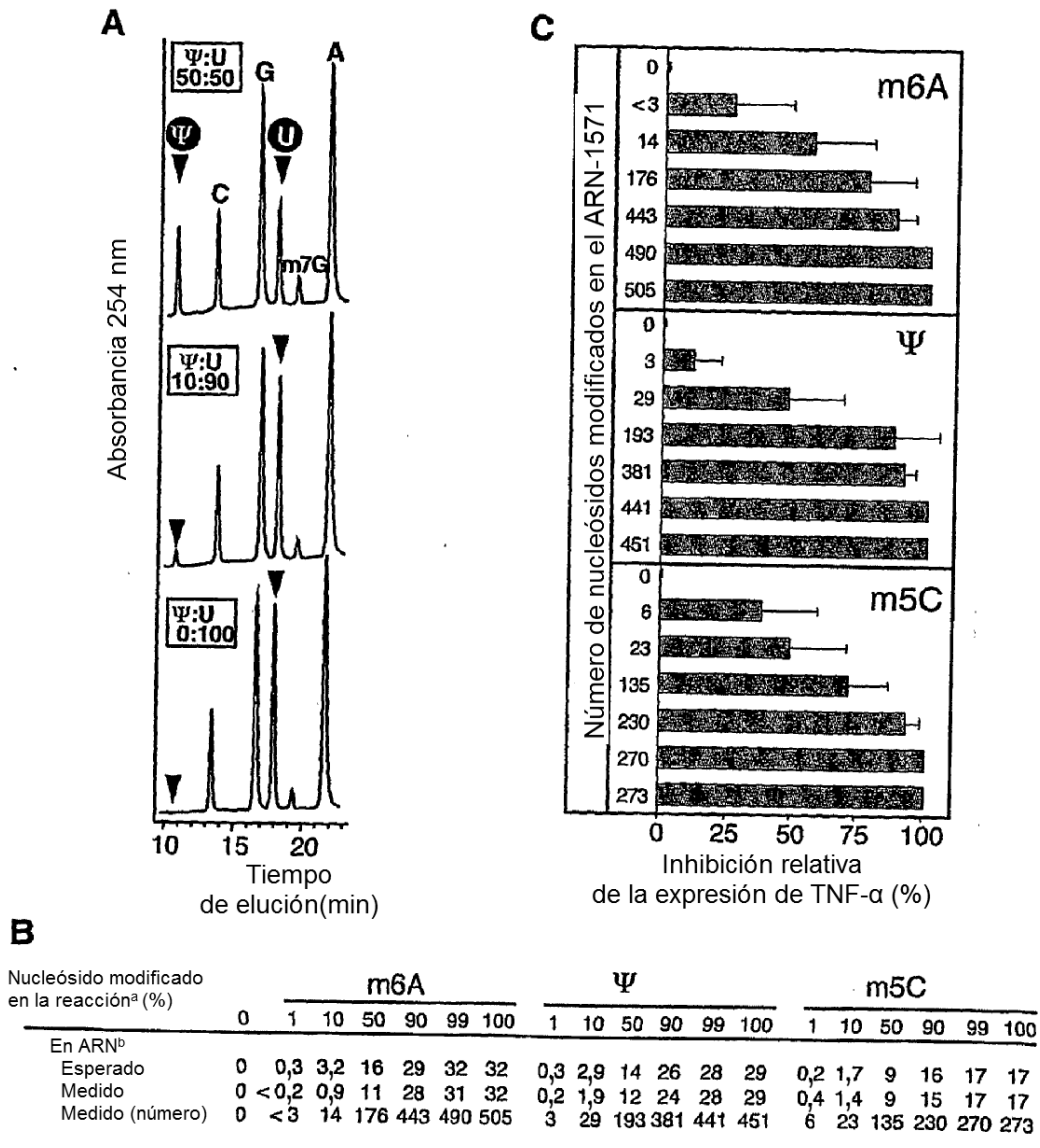 A
Ψ:U
50:50
Ψ
C
G
U
m7G
A
Ψ:U
10:90
Ψ:U
0:100
Absorbancia 254 nm
10 15 20
Tiempo
de elución(min)
C
Número de nucleósidos modificados en el ARN-1571
m6A
0
<3
14
176
443
490
505
Ψ
0
3
29
193
381
441
451
m5C
0
6
23
135
230
270
273
0 25 50 75 100
Inhibición relativa
de la expresión de TNF-α (%)
B
Nucleósido modificado
en la reacciónª (%)
m6A Ψ m5C
0 1 10 50 90 99 100 1 10 50 90 99 100 1 10 50 90 99 100
En ARNᵇ
Esperado 0 0,3 3,2 16 29 32 32 0,3 2,9 14 26 28 29 0,2 1,7 9 16 17 17
Medido 0 <0,2 0,9 11 28 31 32 0,2 1,9 12 24 28 29 0,4 1,4 9 15 17 17
Medido (número) 0 <3 14 176 443 490 505 3 29 193 381 441 451 6 23 135 230 270 273